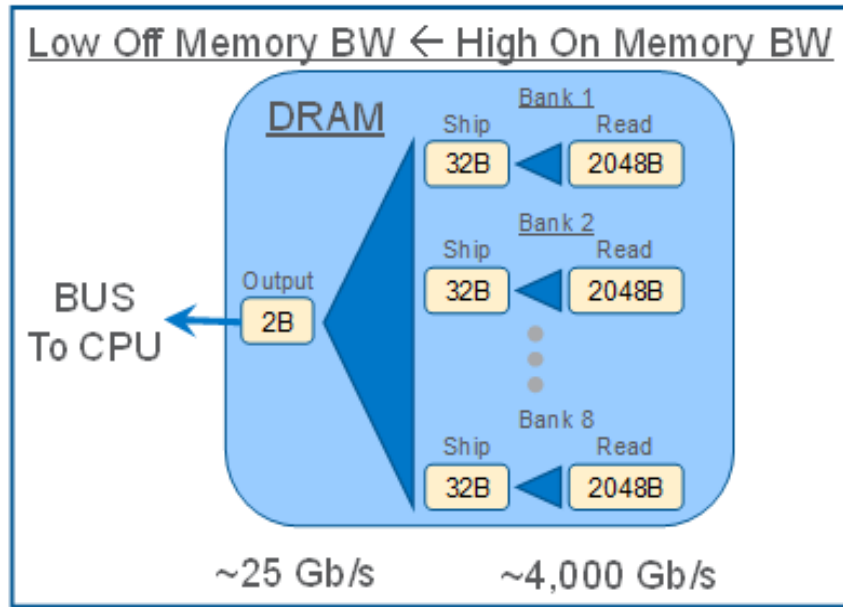 Low Off Memory BW ← High On Memory BW
DRAM
Bank 1
Ship Read
32B 2048B
Bank 2
Ship Read
32B 2048B
Output
2B
BUS
To CPU
Bank 8
Ship Read
32B 2048B
~25 Gb/s ~4,000 Gb/s